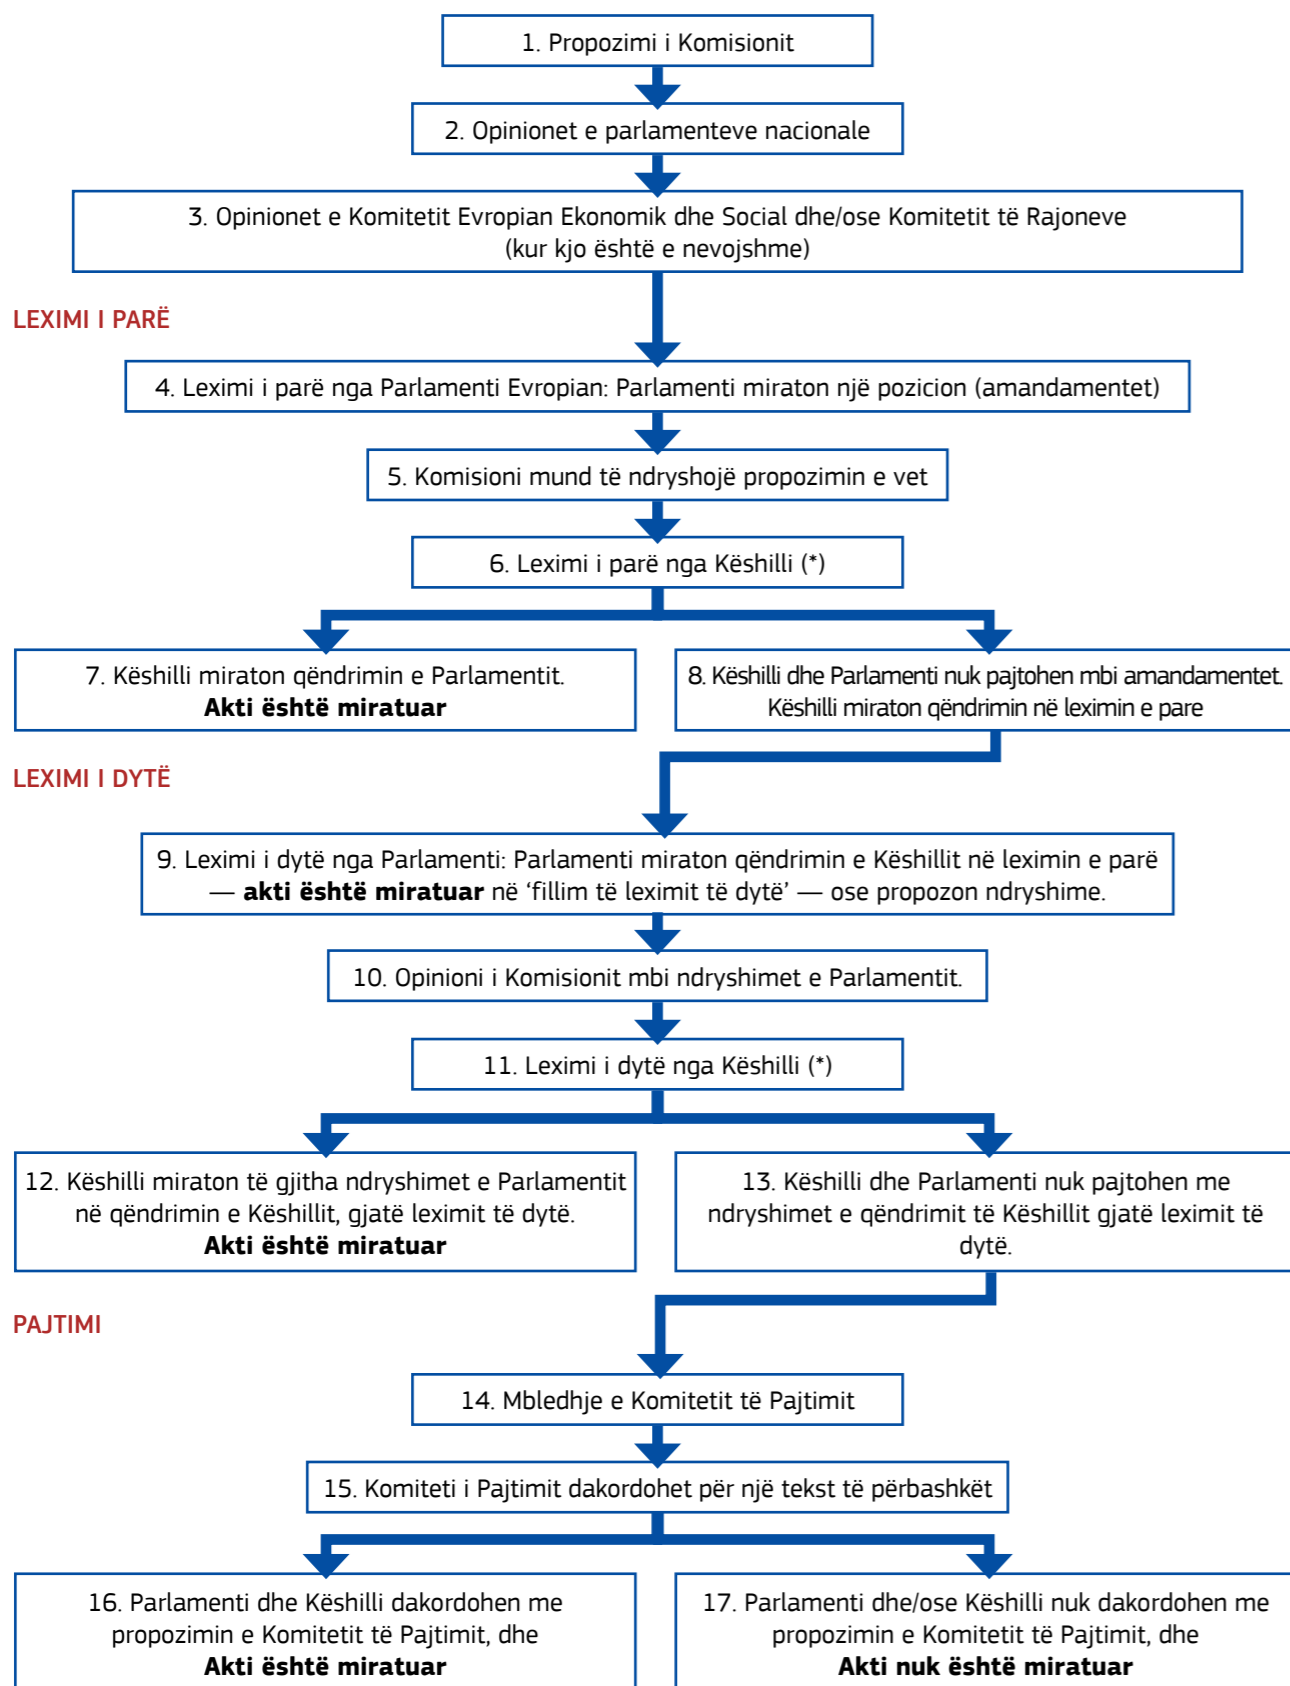 1. Propozimi i Komisionit
2. Opinionet e parlamenteve nacionale
3. Opinionet e Komitetit Evropian Ekonomik dhe Social dhe/ose Komitetit të Rajoneve
(kur kjo është e nevojshme)
LEXIMI I PARË
4. Leximi i parë nga Parlamenti Evropian: Parlamenti miraton një pozicion (amandamentet)
5. Komisioni mund të ndryshojë propozimin e vet
6. Leximi i parë nga Këshilli (*)
7. Këshilli miraton qëndrimin e Parlamentit.
Akti është miratuar
8. Këshilli dhe Parlamenti nuk pajtohen mbi amandamentet.
Këshilli miraton qëndrimin në leximin e pare
LEXIMI I DYTË
9. Leximi i dytë nga Parlamenti: Parlamenti miraton qëndrimin e Këshillit në leximin e parë
— akti është miratuar në ‘fillim të leximit të dytë’ — ose propozon ndryshime.
10. Opinioni i Komisionit mbi ndryshimet e Parlamentit.
11. Leximi i dytë nga Këshilli (*)
12. Këshilli miraton të gjitha ndryshimet e Parlamentit
në qëndrimin e Këshillit, gjatë leximit të dytë.
Akti është miratuar
13. Këshilli dhe Parlamenti nuk pajtohen me
ndryshimet e qëndrimit të Këshillit gjatë leximit të
dytë.
PAJTIMI
14. Mbledhje e Komitetit të Pajtimit
15. Komiteti i Pajtimit dakordohet për një tekst të përbashkët
16. Parlamenti dhe Këshilli dakordohen me
propozimin e Komitetit të Pajtimit, dhe
Akti është miratuar
17. Parlamenti dhe/ose Këshilli nuk dakordohen me
propozimin e Komitetit të Pajtimit, dhe
Akti nuk është miratuar